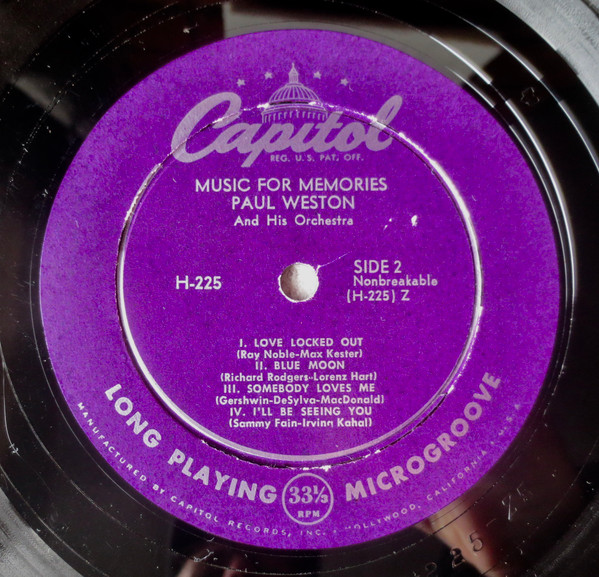 Capitol
REG. U.S. PAT. OFF.
MUSIC FOR MEMORIES
PAUL WESTON
And His Orchestra
H-225
SIDE 2
Nonbreakable
(H-225) Z
I. LOVE LOCKED OUT
(Ray Noble-Max Kester)
II. BLUE MOON
(Richard Rodgers-Lorenz Hart)
III. SOMEBODY LOVES ME
(Gershwin-DeSylva-MacDonald)
IV. I'LL BE SEEING YOU
(Sammy Fain-Irving Kahal)
LONG PLAYING 33⅓ RPM MICROGROOVE
MANUFACTURED BY CAPITOL RECORDS, INC. • HOLLYWOOD, CALIFORNIA, U.S.A.